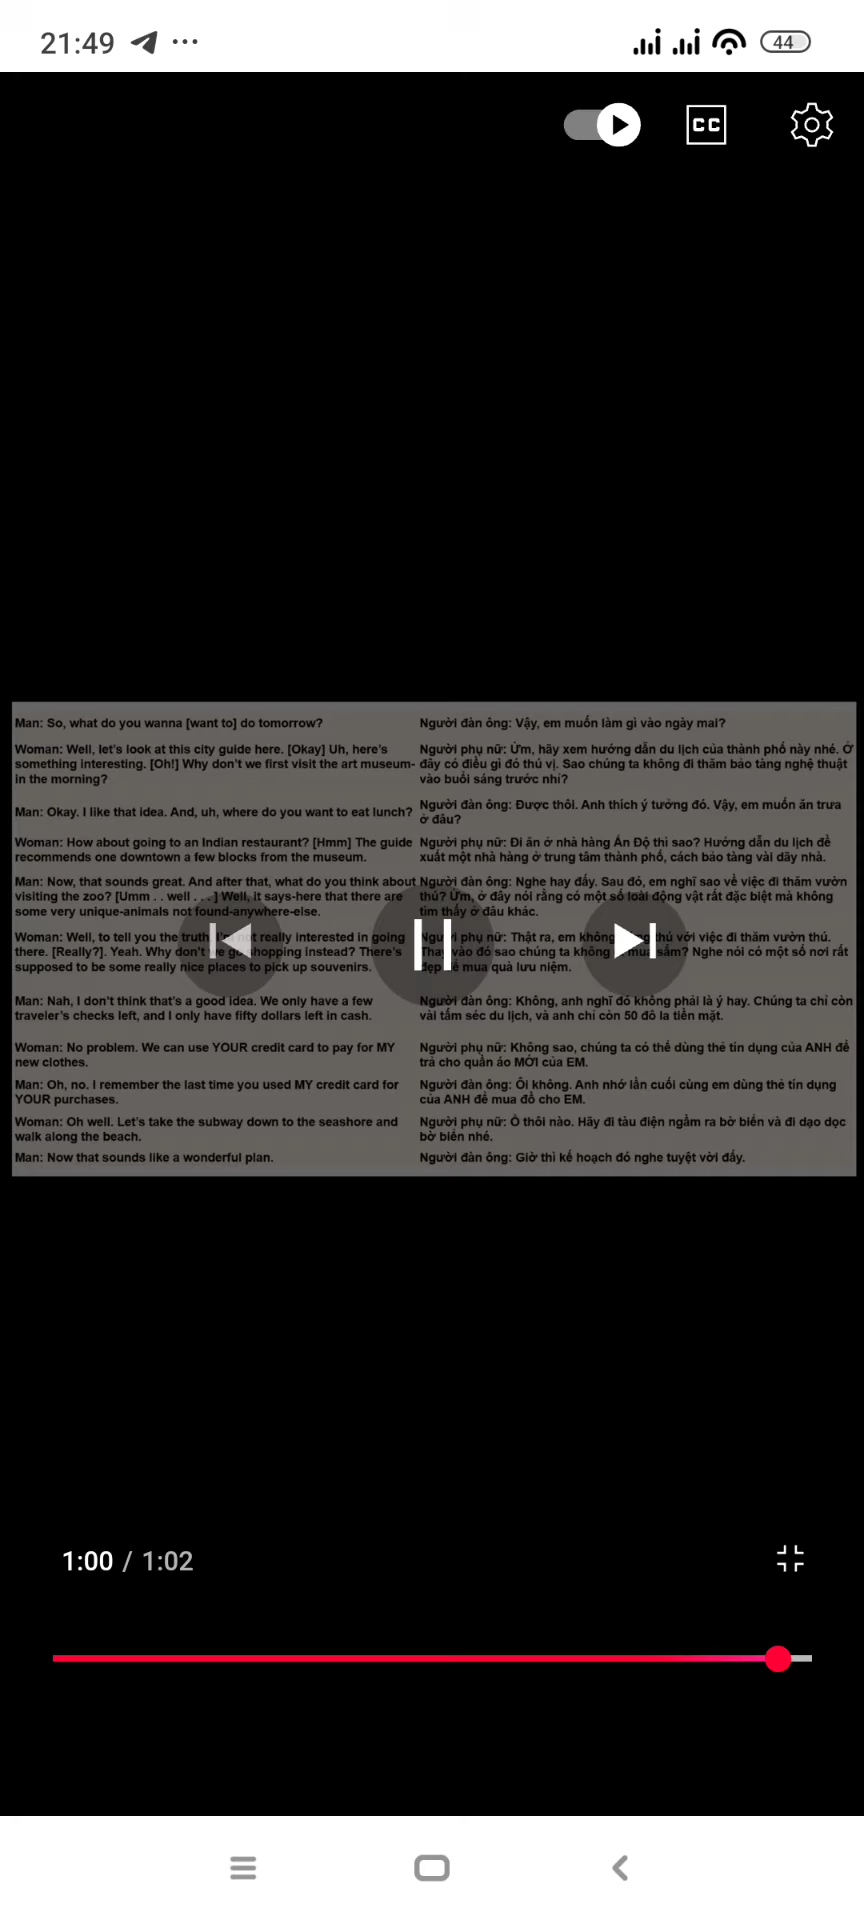 21:49
44
CC
Man: So, what do you wanna [want to] do tomorrow?
Người đàn ông: Vậy, em muốn làm gì vào ngày mai?
Woman: Well, let's look at this city guide here. [Okay] Uh, here's
something interesting. [Oh!] Why don't we first visit the art museum-
in the morning?
Người phụ nữ: Ừm, hãy xem hướng dẫn du lịch của thành phố này nhé. Ở
đây có điều gì đó thú vị. Sao chúng ta không đi thăm bảo tàng nghệ thuật
vào buổi sáng trước nhỉ?
Man: Okay. I like that idea. And, uh, where do you want to eat lunch?
Người đàn ông: Được thôi. Anh thích ý tưởng đó. Vậy, em muốn ăn trưa
ở đâu?
Woman: How about going to an Indian restaurant? [Hmm] The guide
recommends one downtown a few blocks from the museum.
Người phụ nữ: Đi ăn ở nhà hàng Ấn Độ thì sao? Hướng dẫn du lịch đề
xuất một nhà hàng ở trung tâm thành phố, cách bảo tàng vài dãy nhà.
Man: Now, that sounds great. And after that, what do you think about
visiting the zoo? [Umm . . well . . .] Well, it says-here that there are
some very unique-animals not found-anywhere-else.
Người đàn ông: Nghe hay đấy. Sau đó, em nghĩ sao về việc đi thăm vườn
thú? Ừm, ở đây nói rằng có một số loài động vật rất đặc biệt mà không
tìm thấy ở đâu khác.
Woman: Well, to tell you the truth, I'm not really interested in going
there. [Really?]. Yeah. Why don't we go shopping instead? There's
supposed to be some really nice places to pick up souvenirs.
Người phụ nữ: Thật ra, em không thú với việc đi thăm vườn thú.
Thay vào đó sao chúng ta không mua sắm? Nghe nói có một số nơi rất
đẹp để mua quà lưu niệm.
Man: Nah, I don't think that's a good idea. We only have a few
traveler's checks left, and I only have fifty dollars left in cash.
Người đàn ông: Không, anh nghĩ đó không phải là ý hay. Chúng ta chỉ còn
vài tấm séc du lịch, và anh chỉ còn 50 đô la tiền mặt.
Woman: No problem. We can use YOUR credit card to pay for MY
new clothes.
Người phụ nữ: Không sao, chúng ta có thể dùng thẻ tín dụng của ANH để
trả cho quần áo MỚI của EM.
Man: Oh, no. I remember the last time you used MY credit card for
YOUR purchases.
Người đàn ông: Ôi không. Anh nhớ lần cuối cùng em dùng thẻ tín dụng
của ANH để mua đồ cho EM.
Woman: Oh well. Let's take the subway down to the seashore and
walk along the beach.
Người phụ nữ: Ồ thôi nào. Hãy đi tàu điện ngầm ra bờ biển và đi dạo dọc
bờ biển nhé.
Man: Now that sounds like a wonderful plan.
Người đàn ông: Giờ thì kế hoạch đó nghe tuyệt vời đấy.
1:00 / 1:02